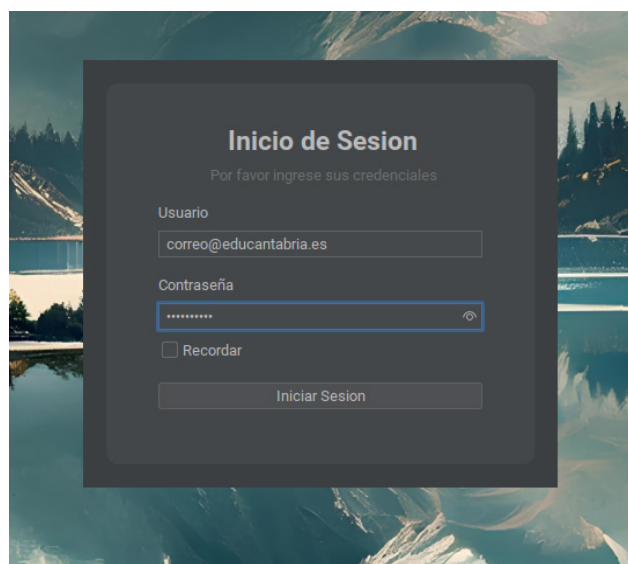 Inicio de Sesion
Por favor ingrese sus credenciales
Usuario
correo@educantabria.es
Contraseña
••••••••••
Recordar
Iniciar Sesion